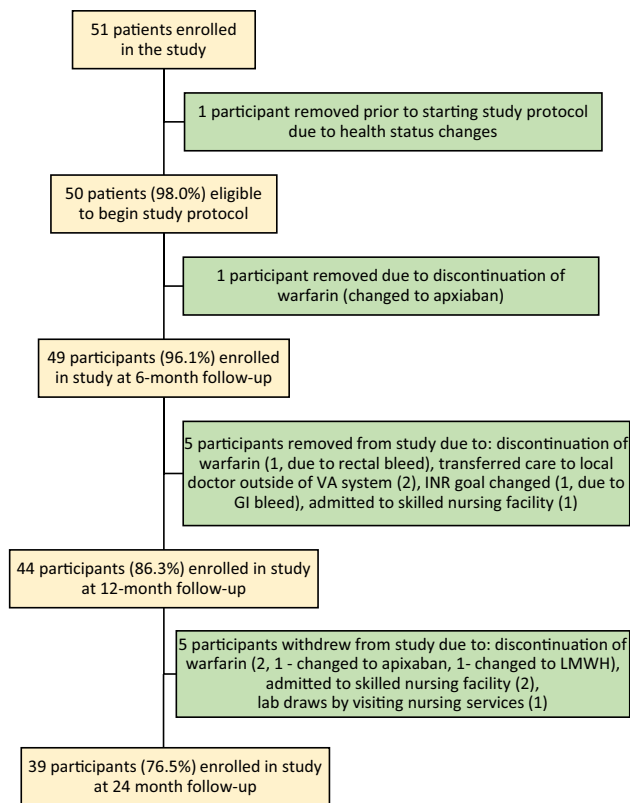 51 patients enrolled
in the study
1 participant removed prior to starting study protocol
due to health status changes
50 patients (98.0%) eligible
to begin study protocol
1 participant removed due to discontinuation of
warfarin (changed to apxiaban)
49 participants (96.1%) enrolled
in study at 6-month follow-up
5 participants removed from study due to: discontinuation of
warfarin (1, due to rectal bleed), transferred care to local
doctor outside of VA system (2), INR goal changed (1, due to
GI bleed), admitted to skilled nursing facility (1)
44 participants (86.3%) enrolled in study
at 12-month follow-up
5 participants withdrew from study due to: discontinuation of
warfarin (2, 1 - changed to apixaban, 1- changed to LMWH),
admitted to skilled nursing facility (2),
lab draws by visiting nursing services (1)
39 participants (76.5%) enrolled in study
at 24 month follow-up